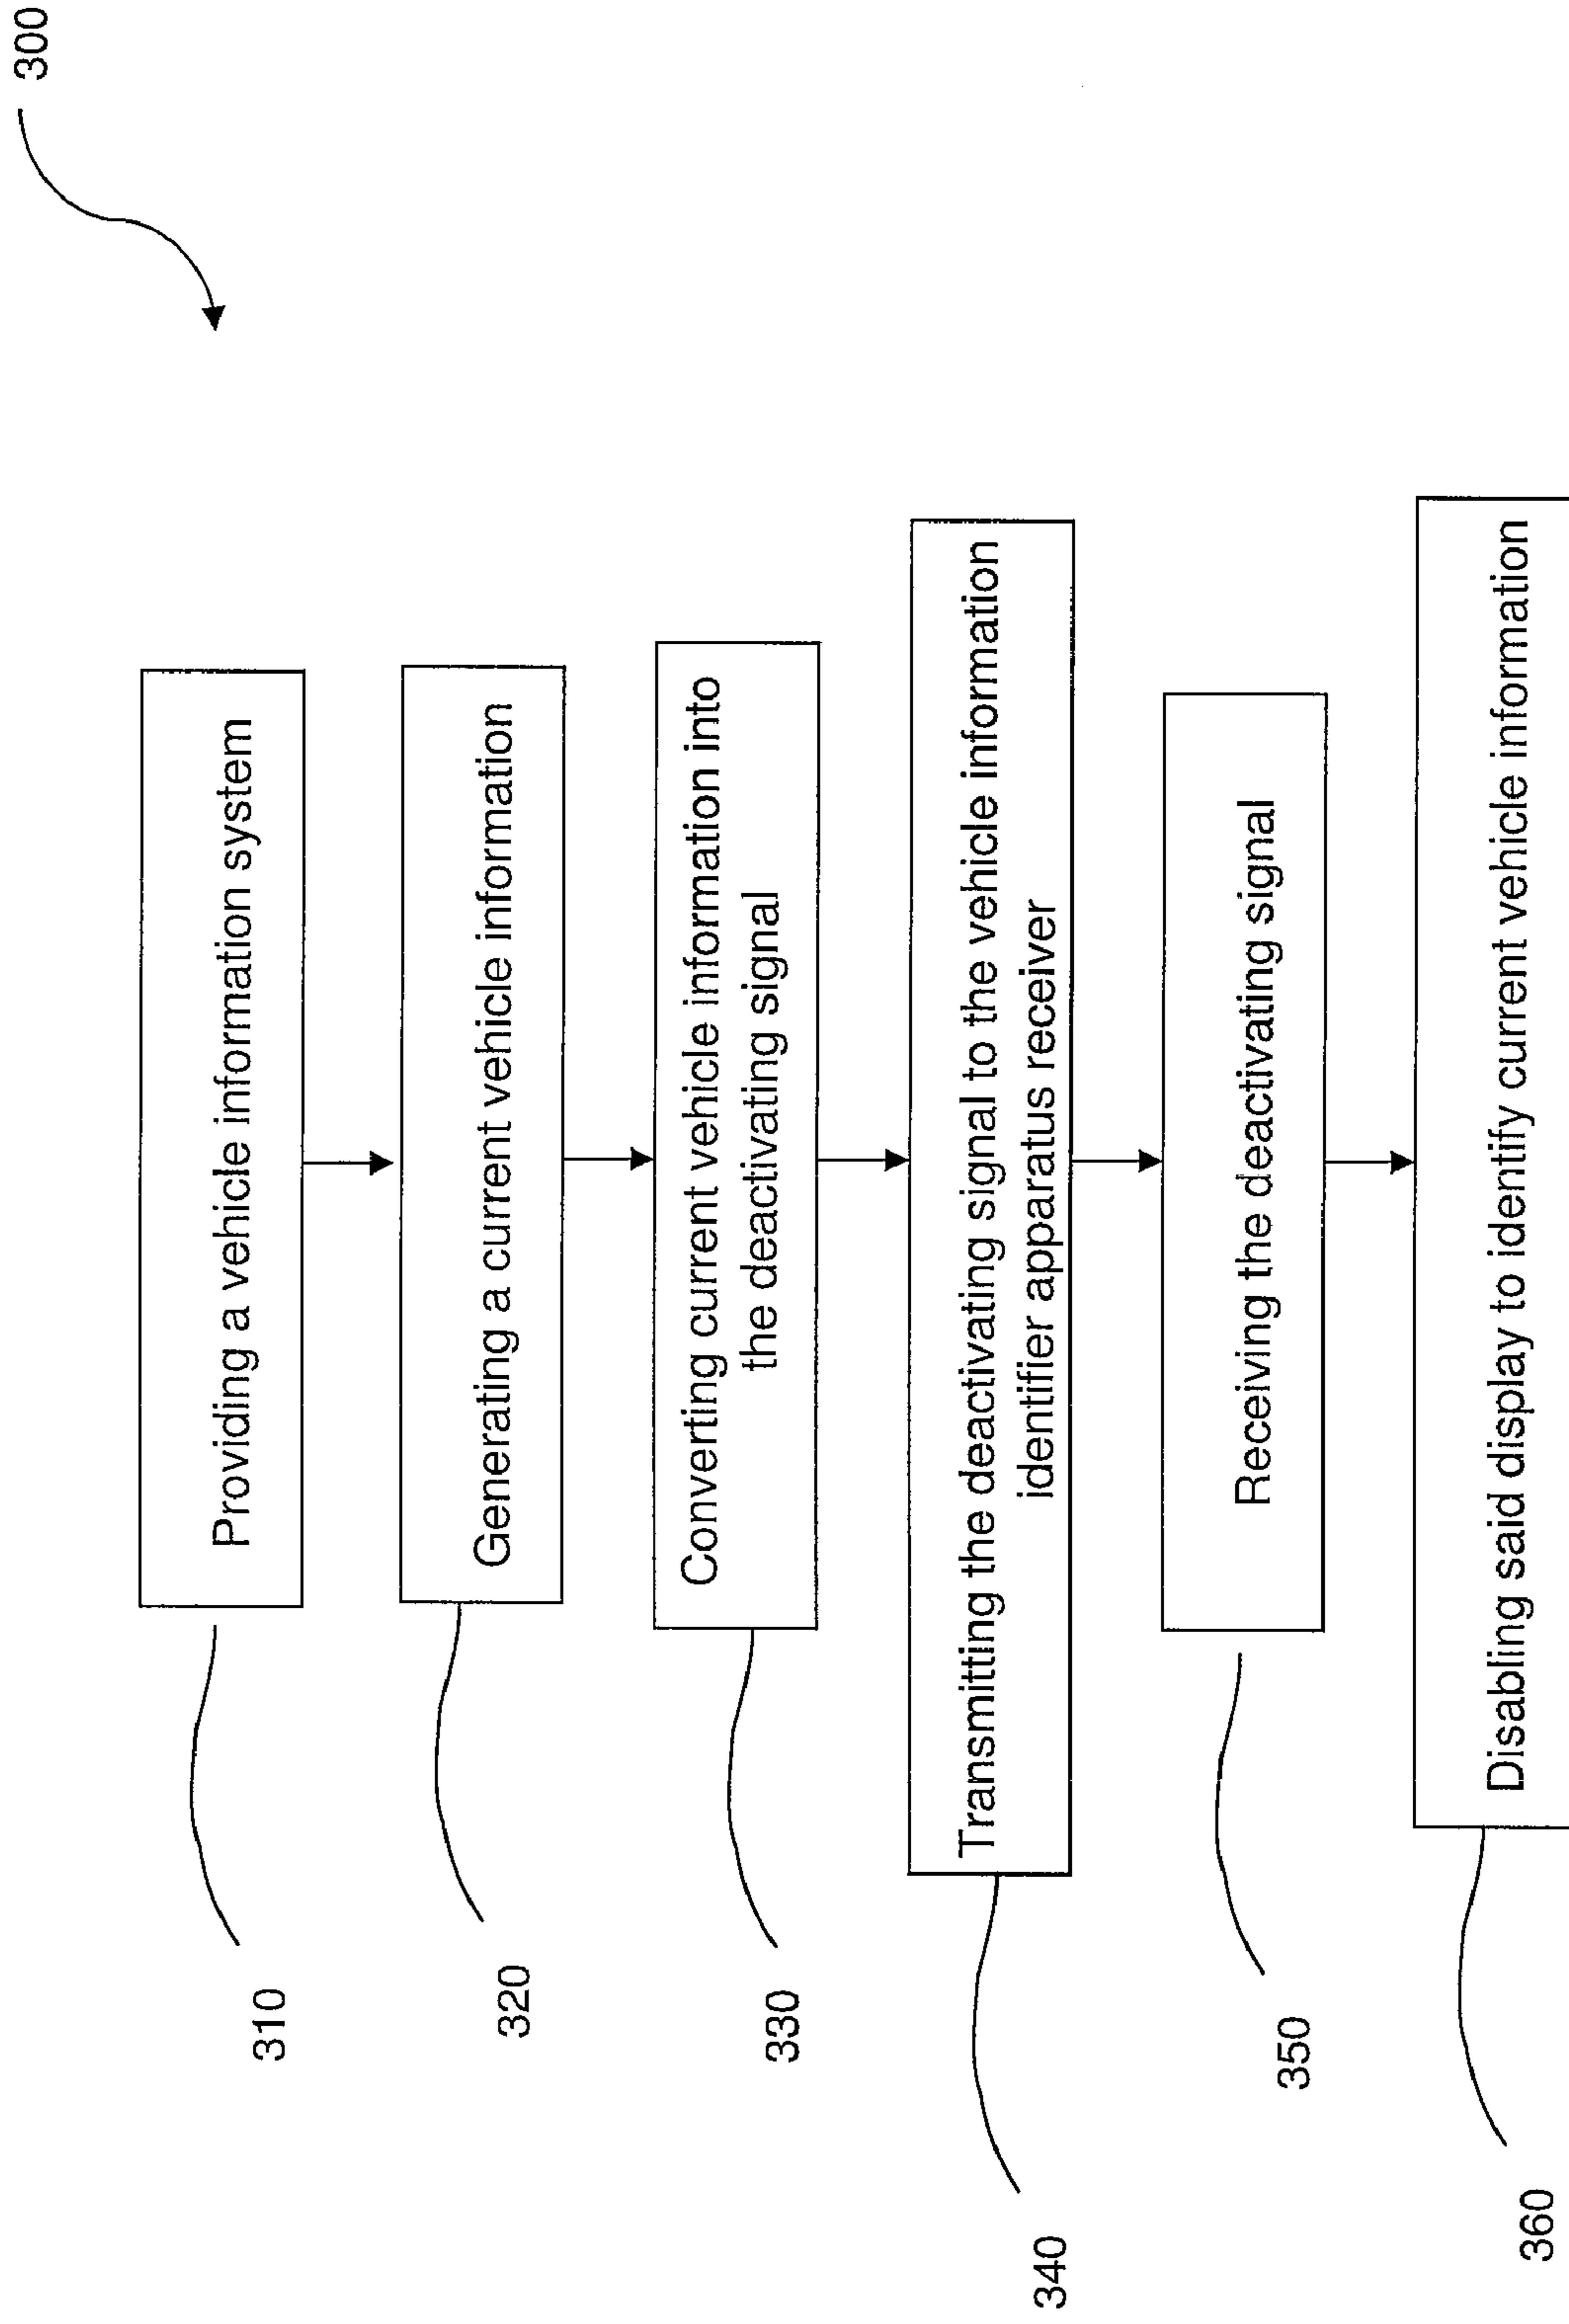 300
310
Providing a vehicle information system
320
Generating a current vehicle information
330
Converting current vehicle information into
the deactivating signal
340
Transmitting the deactivating signal to the vehicle information
identifier apparatus receiver
350
Receiving the deactivating signal
360
Disabling said display to identify current vehicle information